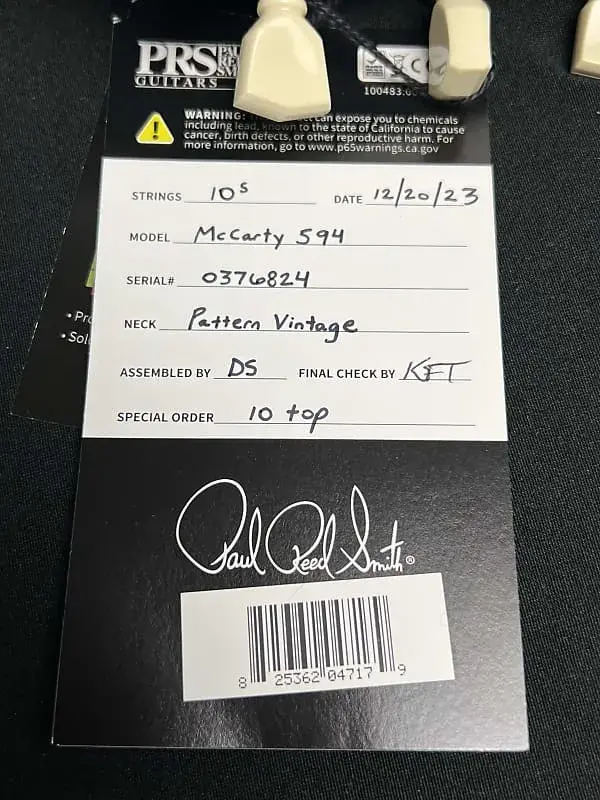 PRS
GUITARS
100483:
WARNING: can expose you to chemicals
including lead, known to the state of California to cause
cancer, birth defects, or other reproductive harm. For
more information, go to www.p65warnings.ca.gov
STRINGS 10s DATE 12/20/23
MODEL McCarty 594
SERIAL# 0376824
NECK Pattern Vintage
ASSEMBLED BY DS FINAL CHECK BY KFT
SPECIAL ORDER 10 top
Paul Reed Smith®
8 25362 04717 9